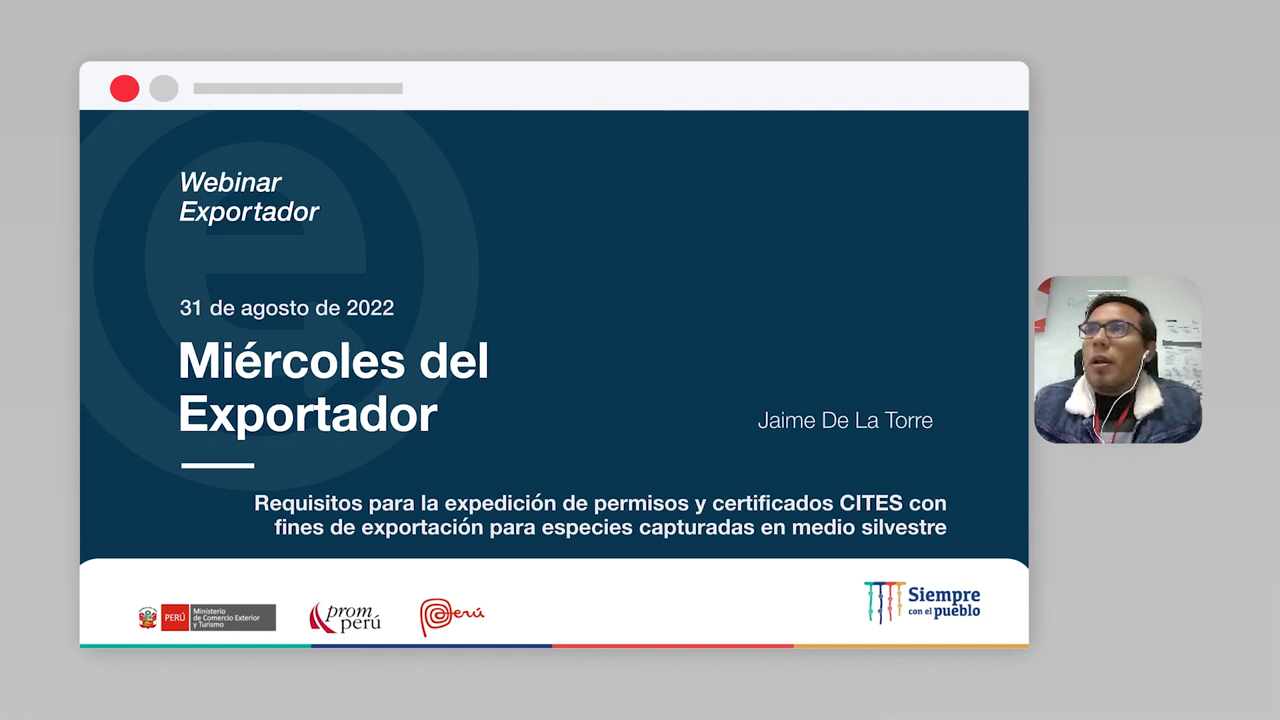 Webinar
Exportador
31 de agosto de 2022
Miércoles del
Exportador
Jaime De La Torre
Requisitos para la expedición de permisos y certificados CITES con
fines de exportación para especies capturadas en medio silvestre
PERÚ
Ministerio
de Comercio Exterior
y Turismo
prom
perú
Perú
Siempre
con el pueblo